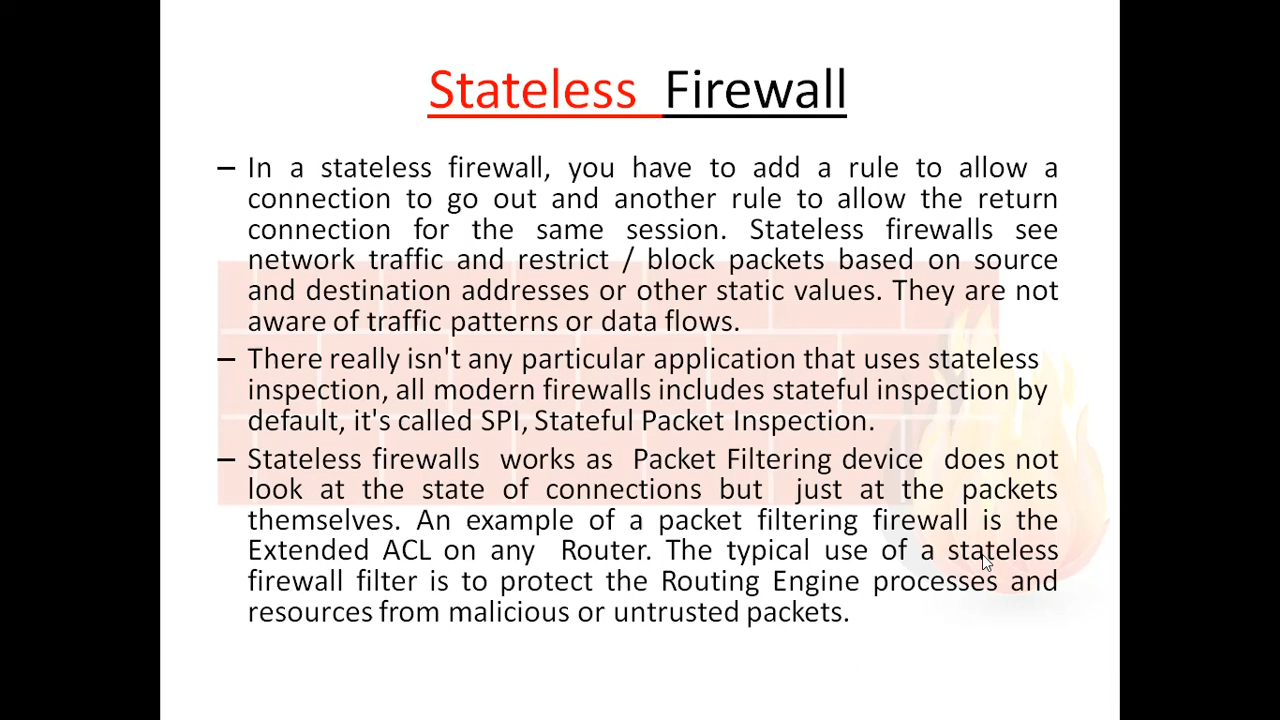 Stateless Firewall
– In a stateless firewall, you have to add a rule to allow a
connection to go out and another rule to allow the return
connection for the same session. Stateless firewalls see
network traffic and restrict / block packets based on source
and destination addresses or other static values. They are not
aware of traffic patterns or data flows.
– There really isn't any particular application that uses stateless
inspection, all modern firewalls includes stateful inspection by
default, it's called SPI, Stateful Packet Inspection.
– Stateless firewalls works as Packet Filtering device does not
look at the state of connections but just at the packets
themselves. An example of a packet filtering firewall is the
Extended ACL on any Router. The typical use of a stateless
firewall filter is to protect the Routing Engine processes and
resources from malicious or untrusted packets.